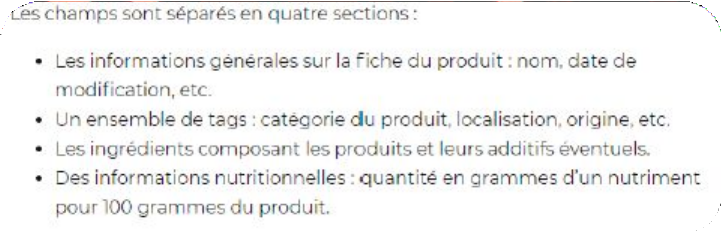 Les champs sont séparés en quatre sections :
• Les informations générales sur la fiche du produit : nom, date de
modification, etc.
• Un ensemble de tags : catégorie du produit, localisation, origine, etc.
• Les ingrédients composant les produits et leurs additifs éventuels.
• Des informations nutritionnelles : quantité en grammes d'un nutriment
pour 100 grammes du produit.